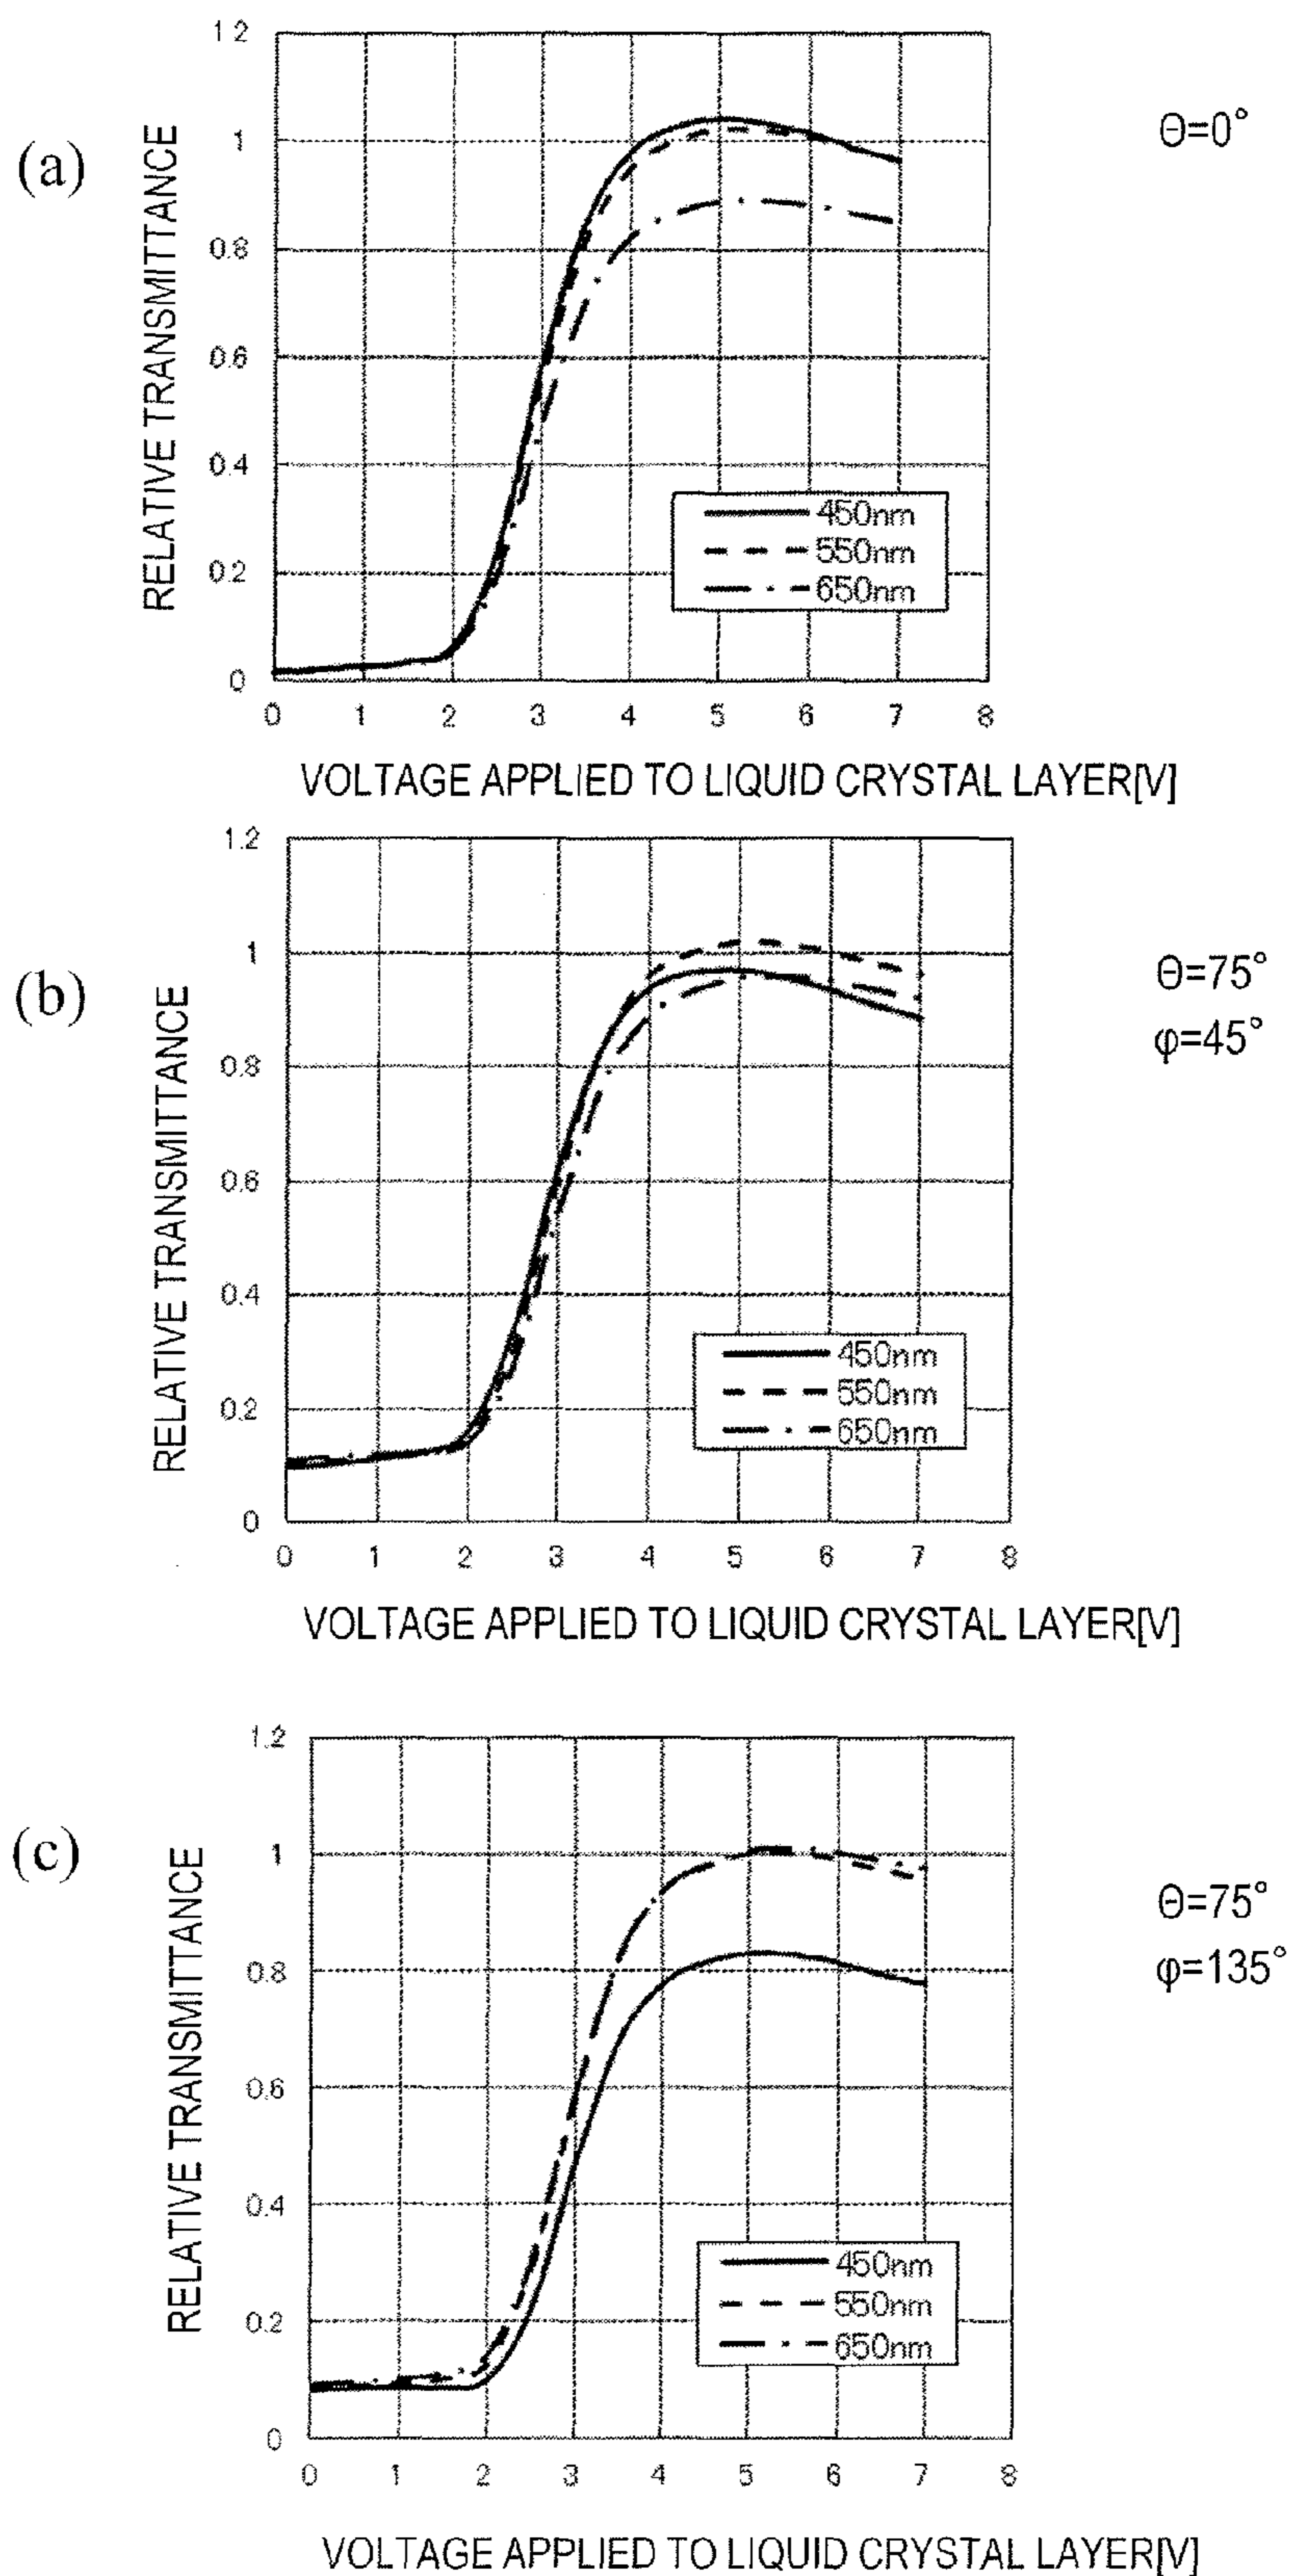 (a)
RELATIVE TRANSMITTANCE
1 2
1
0.8
0.6
0.4
0 2
0
0 1 2 3 4 5 6 7 8
450nm
550nm
650nm
Θ=0°
VOLTAGE APPLIED TO LIQUID CRYSTAL LAYER[V]
(b)
RELATIVE TRANSMITTANCE
1.2
1
0.8
0.6
0.4
0.2
0
0 1 2 3 4 5 6 7 8
450nm
550nm
650nm
Θ=75°
φ=45°
VOLTAGE APPLIED TO LIQUID CRYSTAL LAYER[V]
(c)
RELATIVE TRANSMITTANCE
1.2
1
0.8
0.6
0.4
0.2
0
0 1 2 3 4 5 6 7 8
450nm
550nm
650nm
Θ=75°
φ=135°
VOLTAGE APPLIED TO LIQUID CRYSTAL LAYER[V]